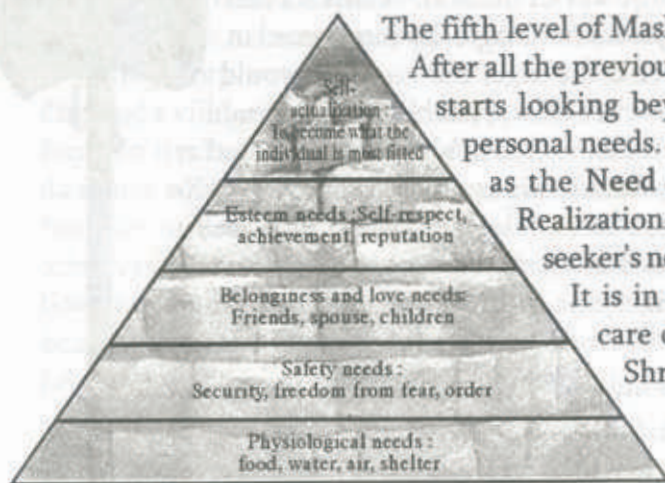 The fifth level of Mas
After all the previou
starts looking bey
personal needs.
as the Need
Realization
seeker's ne
It is in
care
Shr
Self-
actualization
To become what the
individual is most fitted
Esteem needs :Self-respect,
achievement, reputation
Belonginess and love needs:
Friends, spouse, children
Safety needs :
Security, freedom from fear, order
Physiological needs :
food, water, air, shelter